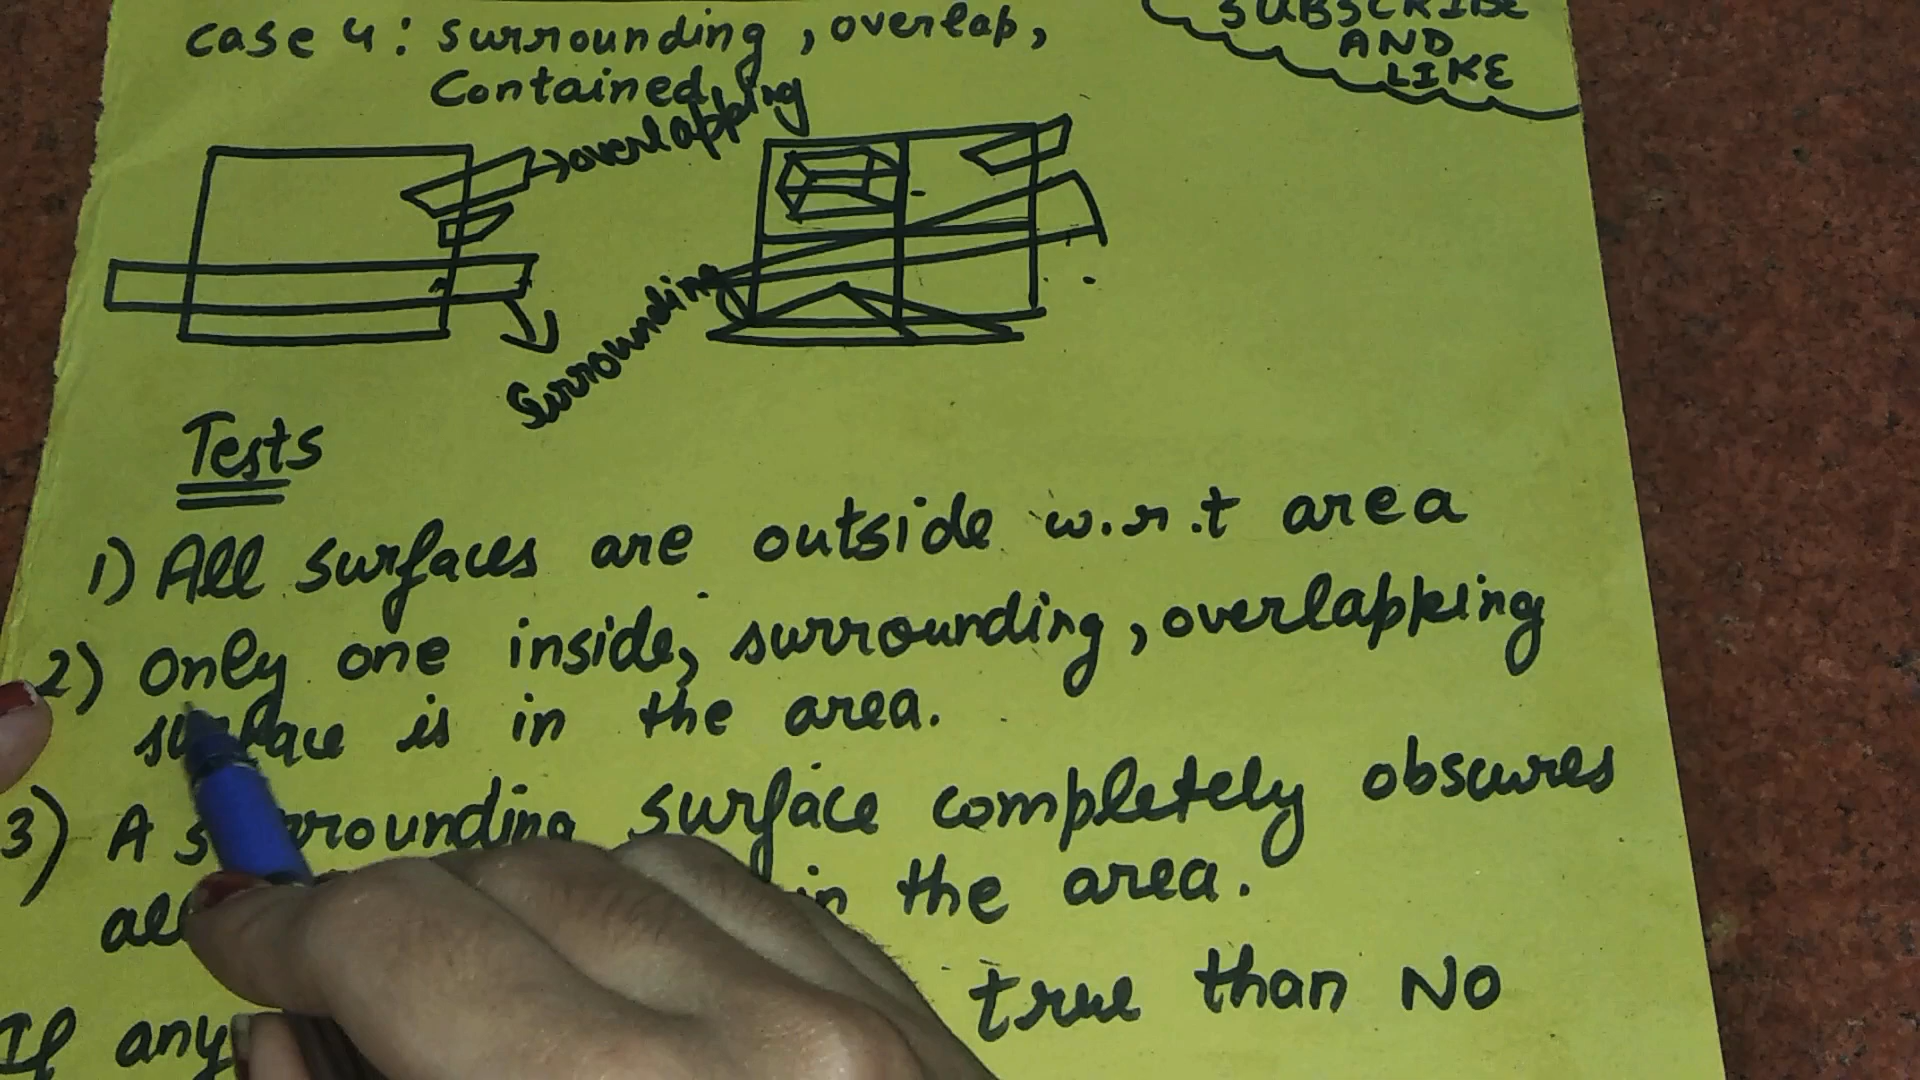 case 4: surrounding, overlap,
Contained,
SUBSCRIBE
AND
LIKE
overlapping
Surrounding
Tests
1) All surfaces are outside w.r.t area
2) Only one inside, surrounding, overlapping
surface is in the area.
3) A surrounding surface completely obscures
all in the area.
If any true than No